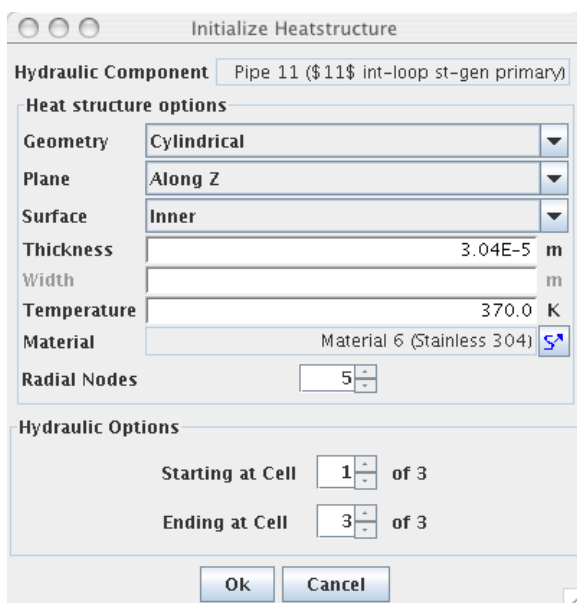 Initialize Heatstructure
Hydraulic Component Pipe 11 ($11$ int-loop st-gen primary)
Heat structure options
Geometry Cylindrical
Plane Along Z
Surface Inner
Thickness 3.04E-5 m
Width m
Temperature 370.0 K
Material Material 6 (Stainless 304) S
Radial Nodes 5
Hydraulic Options
Starting at Cell 1 of 3
Ending at Cell 3 of 3
Ok Cancel